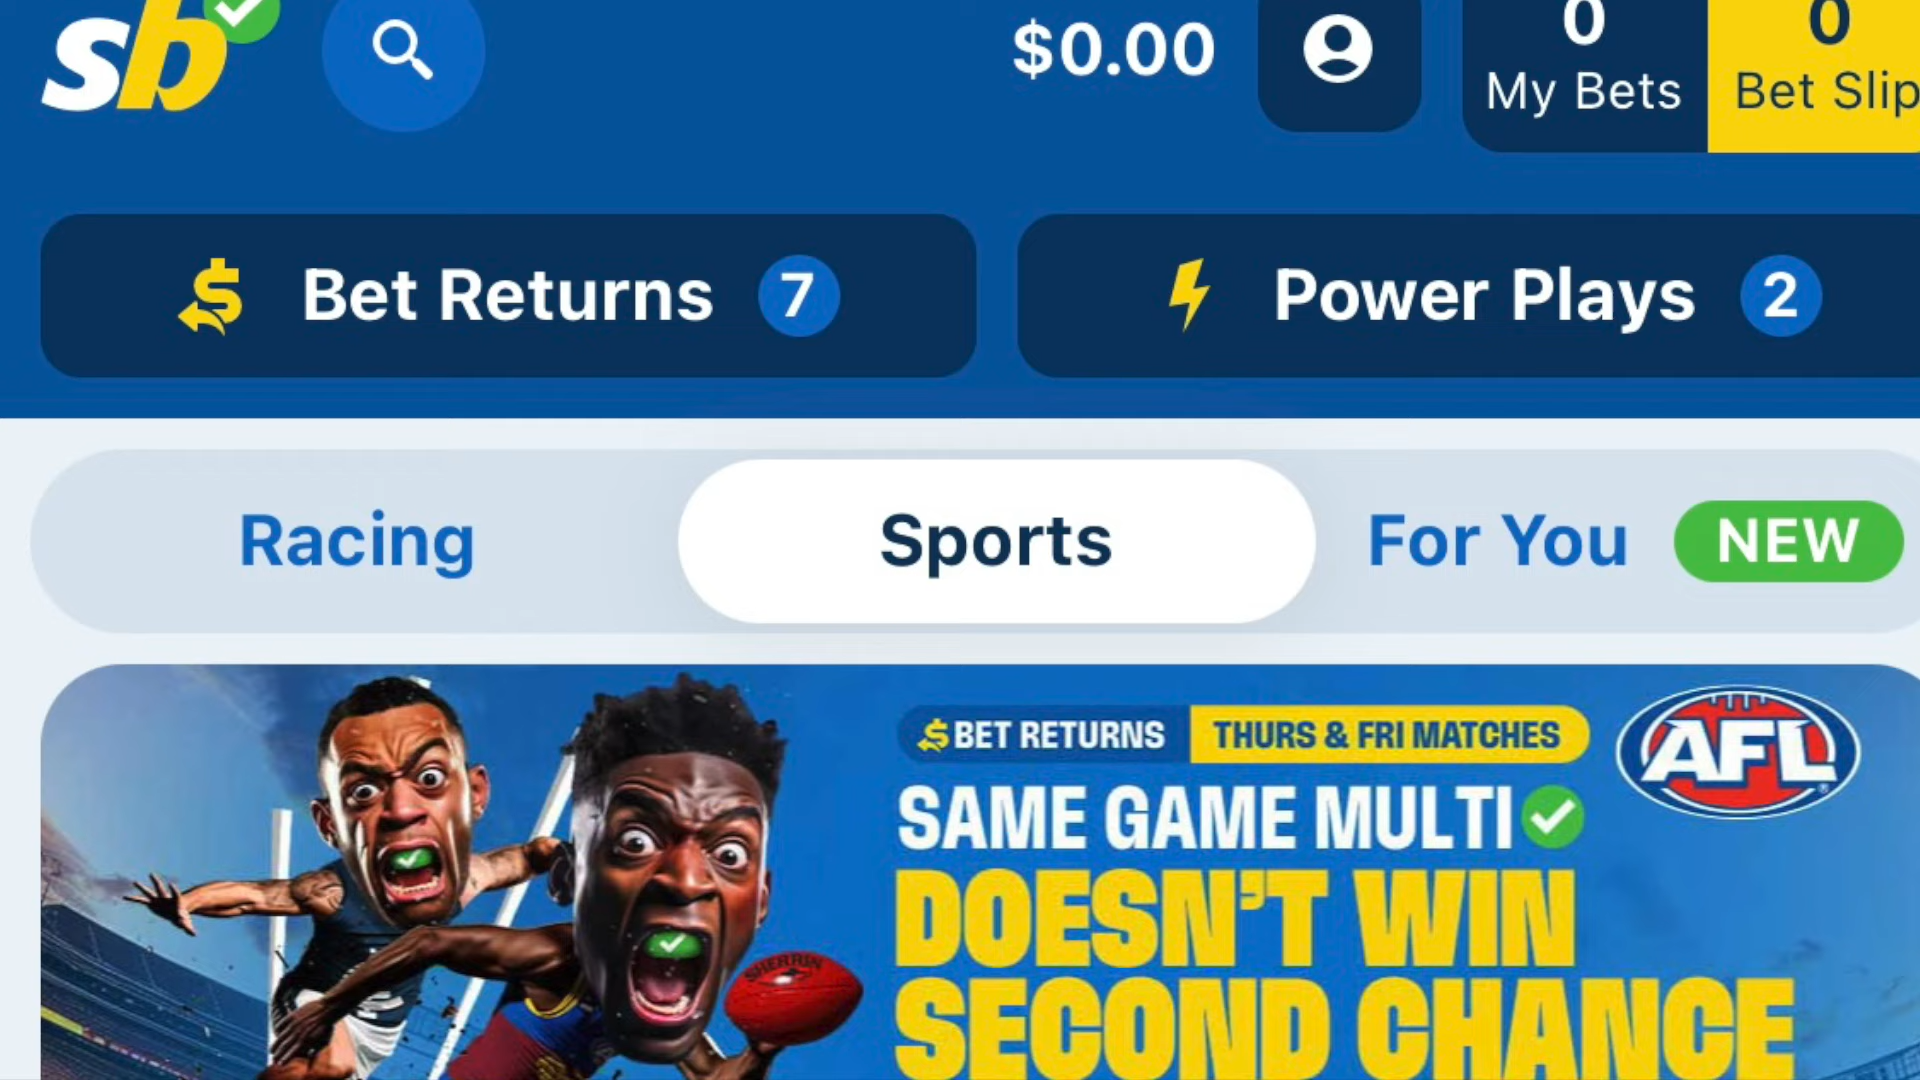 sb
$0.00
0
My Bets
0
Bet Slip
Bet Returns 7
Power Plays 2
Racing
Sports
For You NEW
BET RETURNS THURS & FRI MATCHES
AFL
SAME GAME MULTI
DOESN'T WIN
SECOND CHANCE
SHERRIN